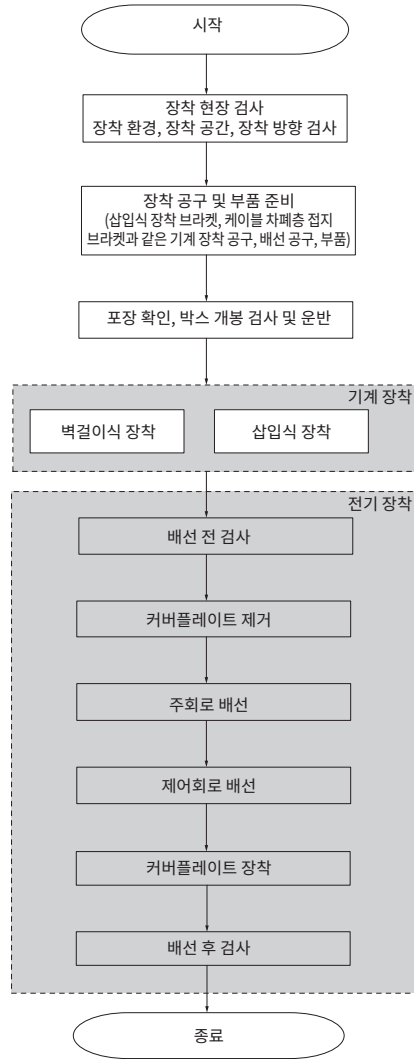 시작
장착 현장 검사
장착 환경, 장착 공간, 장착 방향 검사
장착 공구 및 부품 준비
(삽입식 장착 브라켓, 케이블 차폐층 접지
브라켓과 같은 기계 장착 공구, 배선 공구, 부품)
포장 확인, 박스 개봉 검사 및 운반
기계 장착
벽걸이식 장착
삽입식 장착
전기 장착
배선 전 검사
커버플레이트 제거
주회로 배선
제어회로 배선
커버플레이트 장착
배선 후 검사
종료